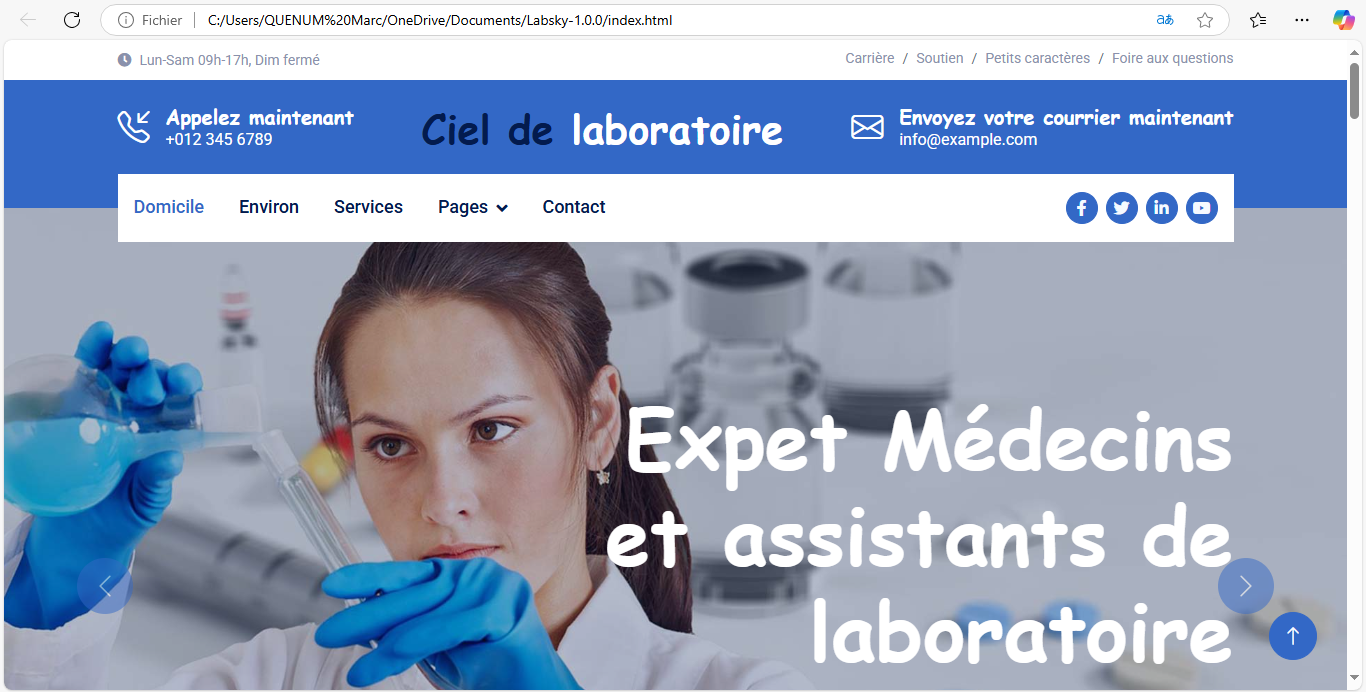 Fichier
C:/Users/QUENUM%20Marc/OneDrive/Documents/Labsky-1.0.0/index.html
aあ
Lun-Sam 09h-17h, Dim fermé
Carrière / Soutien / Petits caractères / Foire aux questions
Appelez maintenant
+012 345 6789
Ciel de laboratoire
Envoyez votre courrier maintenant
info@example.com
Domicile Environ Services Pages Contact
Expet Médecins
et assistants de
laboratoire